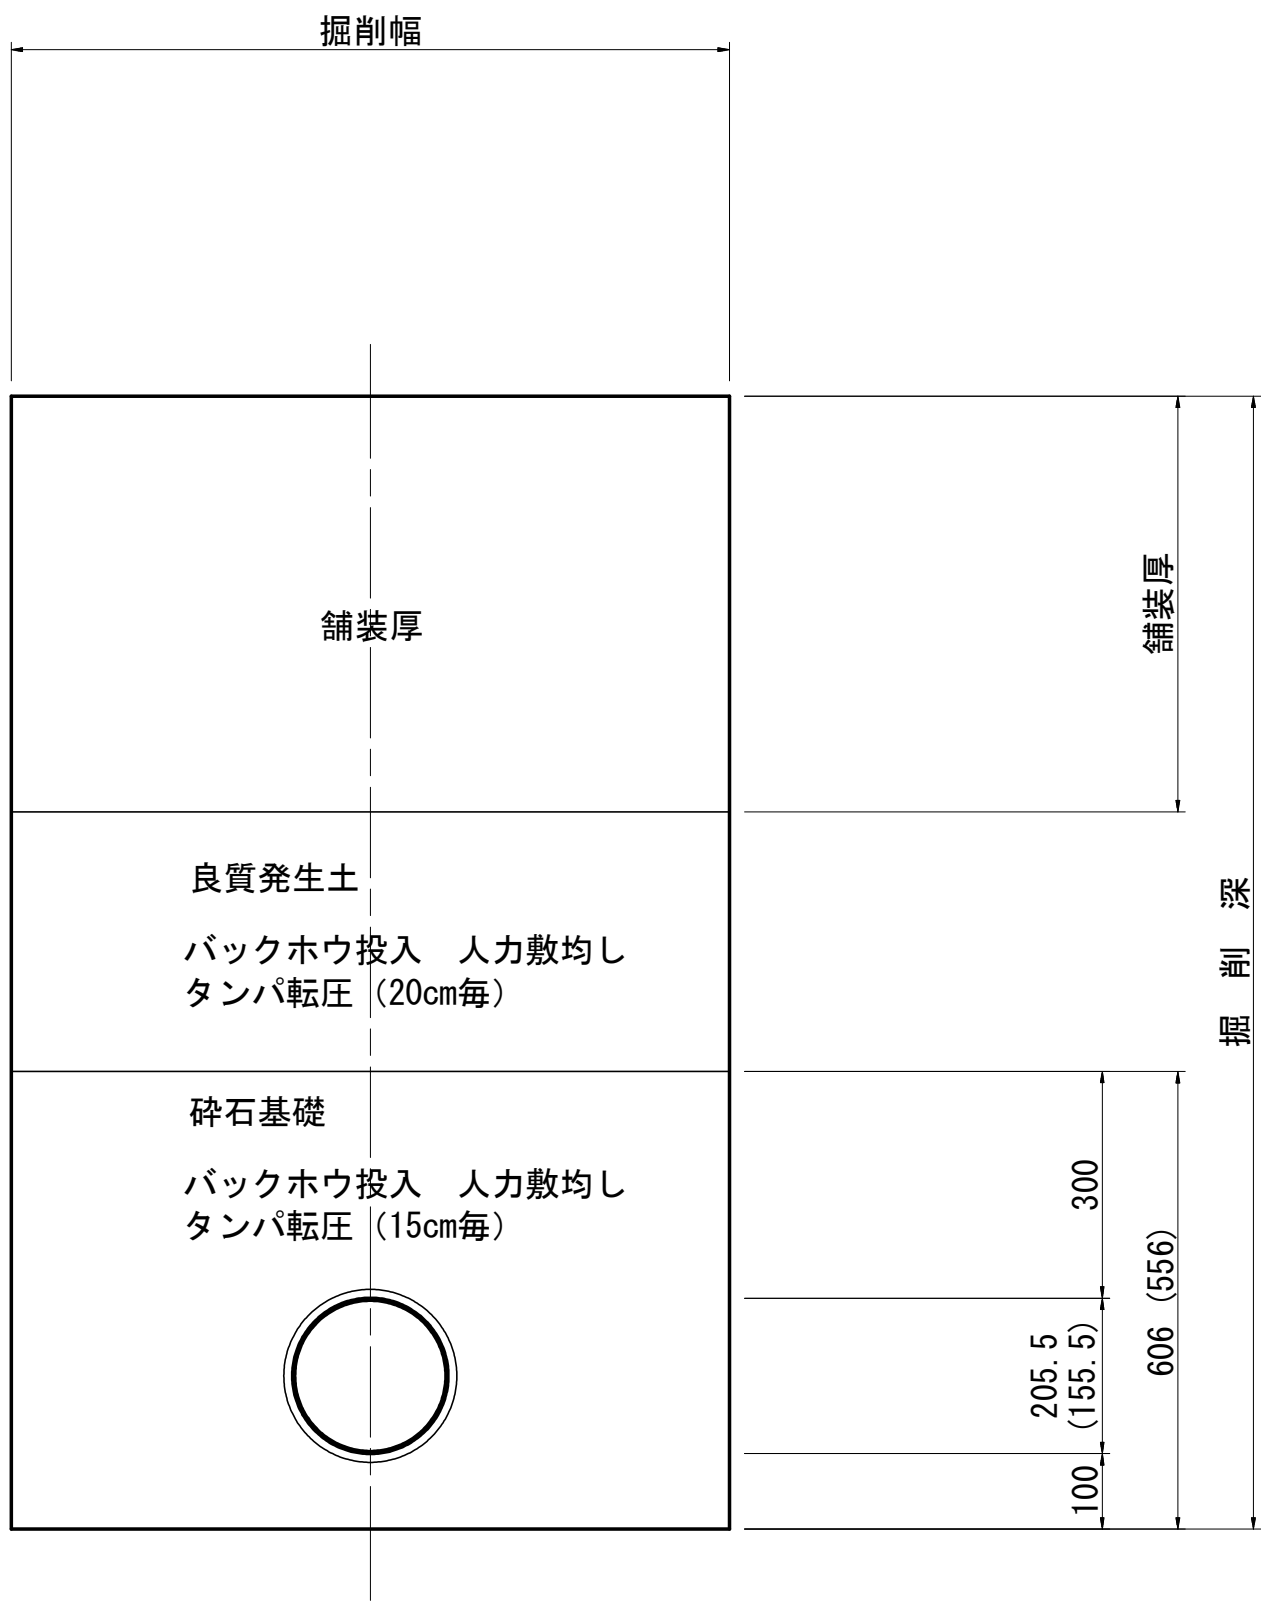 掘削幅
舗装厚
舗装厚
掘 削 深
良質発生土
バックホウ投入 人力敷均し
タンパ転圧（20cm毎）
砕石基礎
バックホウ投入 人力敷均し
タンパ転圧（15cm毎）
300
606 (556)
205.5
(155.5)
100